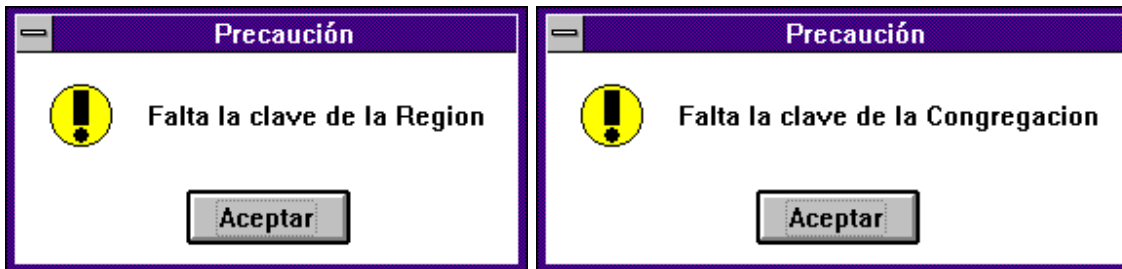 Precaución
Falta la clave de la Region
Aceptar
Precaución
Falta la clave de la Congregacion
Aceptar